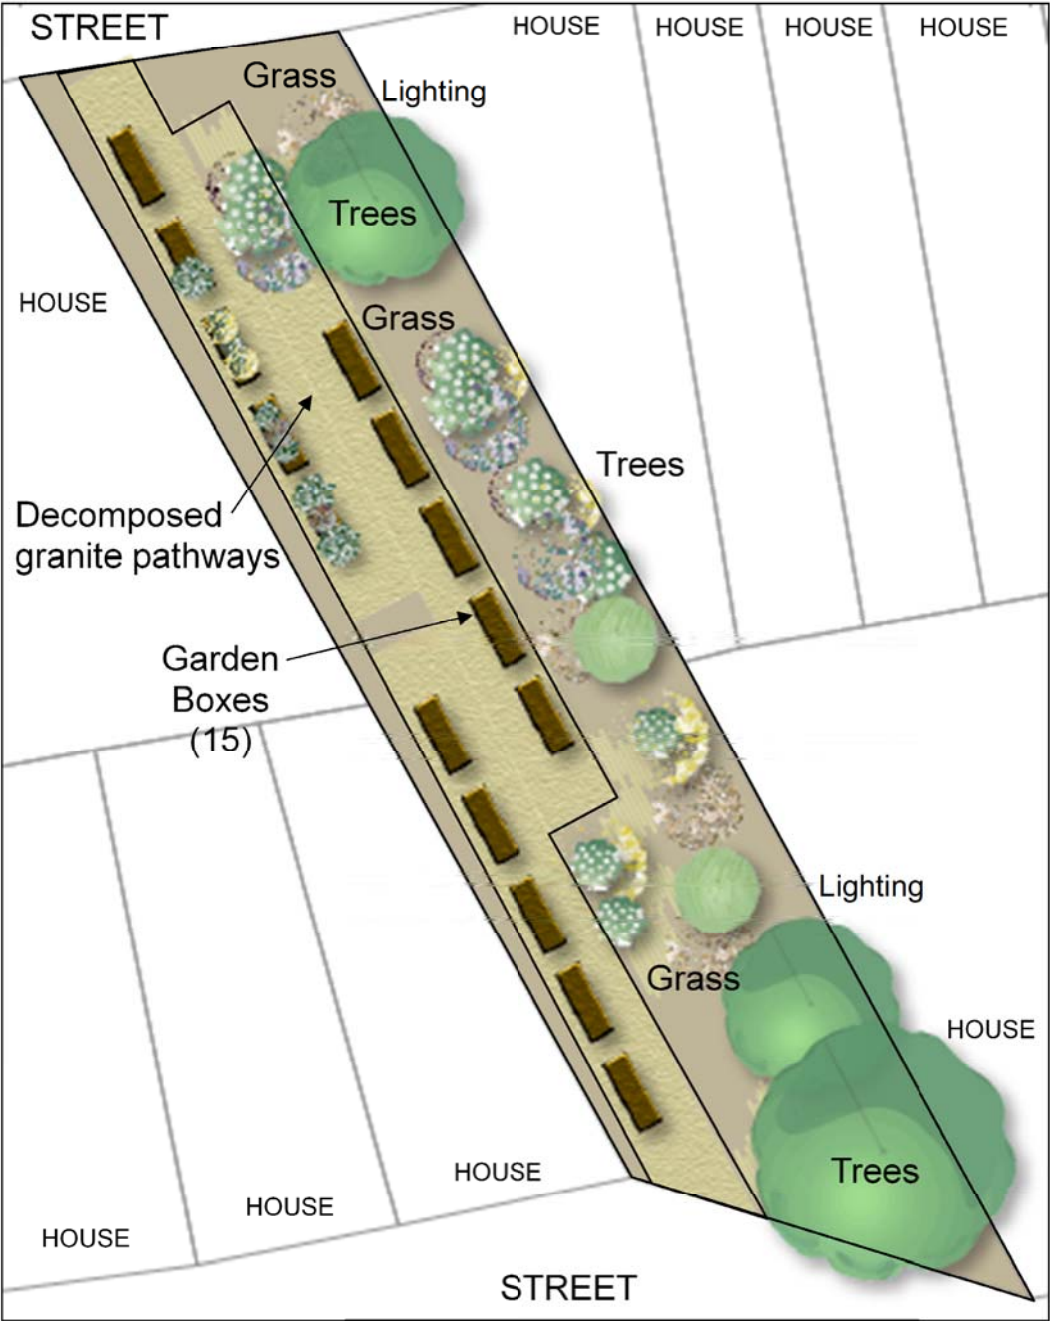 STREET
HOUSE
HOUSE
HOUSE
HOUSE
Grass
Lighting
Trees
HOUSE
Grass
Trees
Decomposed
granite pathways
Garden
Boxes
(15)
Lighting
Grass
HOUSE
Trees
HOUSE
HOUSE
HOUSE
STREET